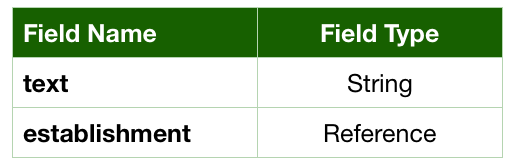 Field Name Field Type
text String
establishment Reference